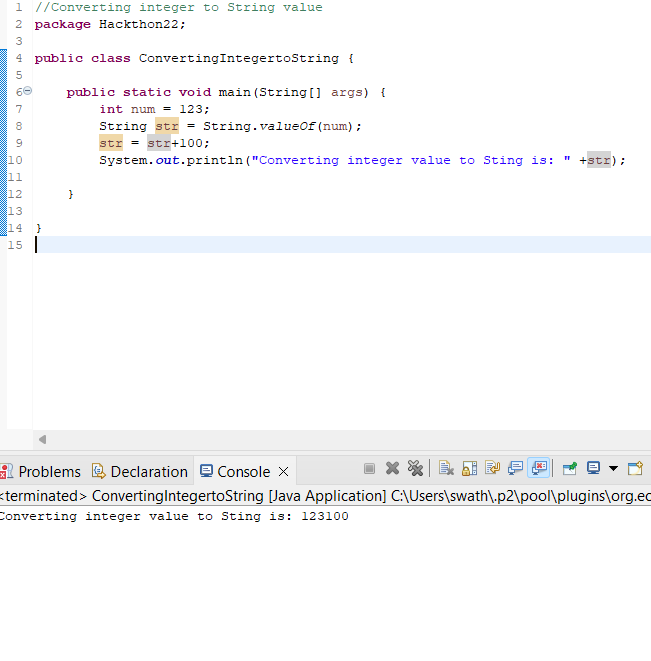 1 //Converting integer to String value
2 package Hackthon22;
3
4 public class ConvertingIntegertoString {
5
6 public static void main(String[] args) {
7 int num = 123;
8 String str = String.valueOf(num);
9 str = str+100;
10 System.out.println("Converting integer value to Sting is: " +str);
11
12 }
13
14 }
15
Problems Declaration Console
<terminated> ConvertingIntegertoString [Java Application] C:\Users\swath\.p2\pool\plugins\org.ec
Converting integer value to Sting is: 123100